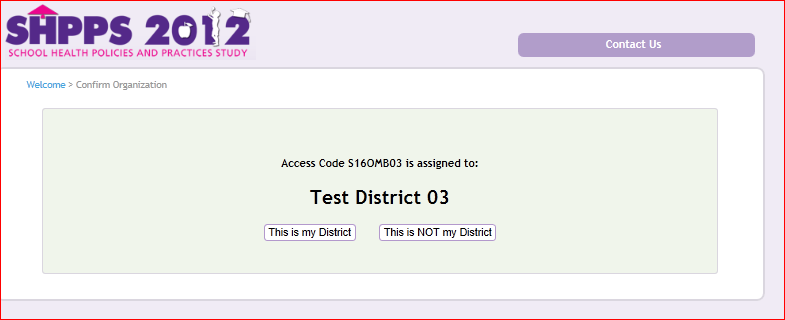 SHPPS 2012
SCHOOL HEALTH POLICIES AND PRACTICES STUDY
Contact Us
Welcome > Confirm Organization
Access Code S16OMB03 is assigned to:
Test District 03
This is my District This is NOT my District